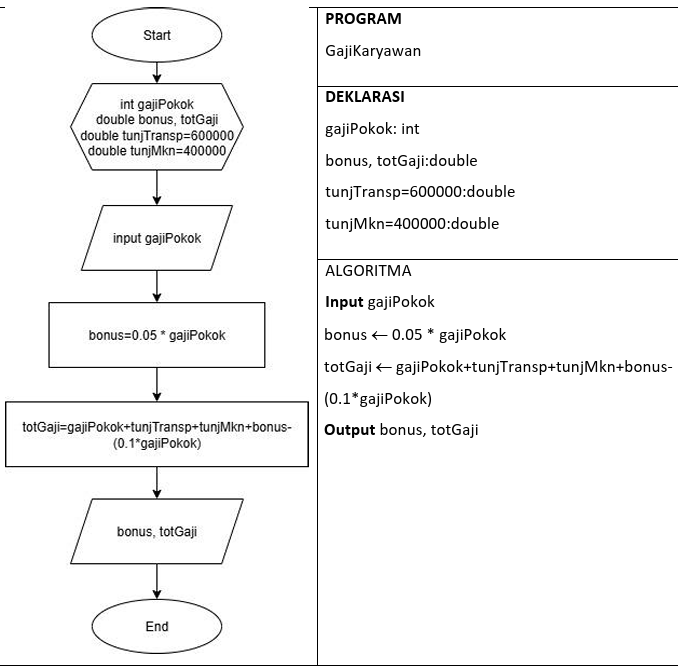 Start
int gajiPokok
double bonus, totGaji
double tunjTransp=600000
double tunjMkn=400000
input gajiPokok
bonus=0.05 * gajiPokok
totGaji=gajiPokok+tunjTransp+tunjMkn+bonus-
(0.1*gajiPokok)
bonus, totGaji
End
PROGRAM
GajiKaryawan
DEKLARASI
gajiPokok: int
bonus, totGaji:double
tunjTransp=600000:double
tunjMkn=400000:double
ALGORITMA
Input gajiPokok
bonus ← 0.05 * gajiPokok
totGaji ← gajiPokok+tunjTransp+tunjMkn+bonus-
(0.1*gajiPokok)
Output bonus, totGaji